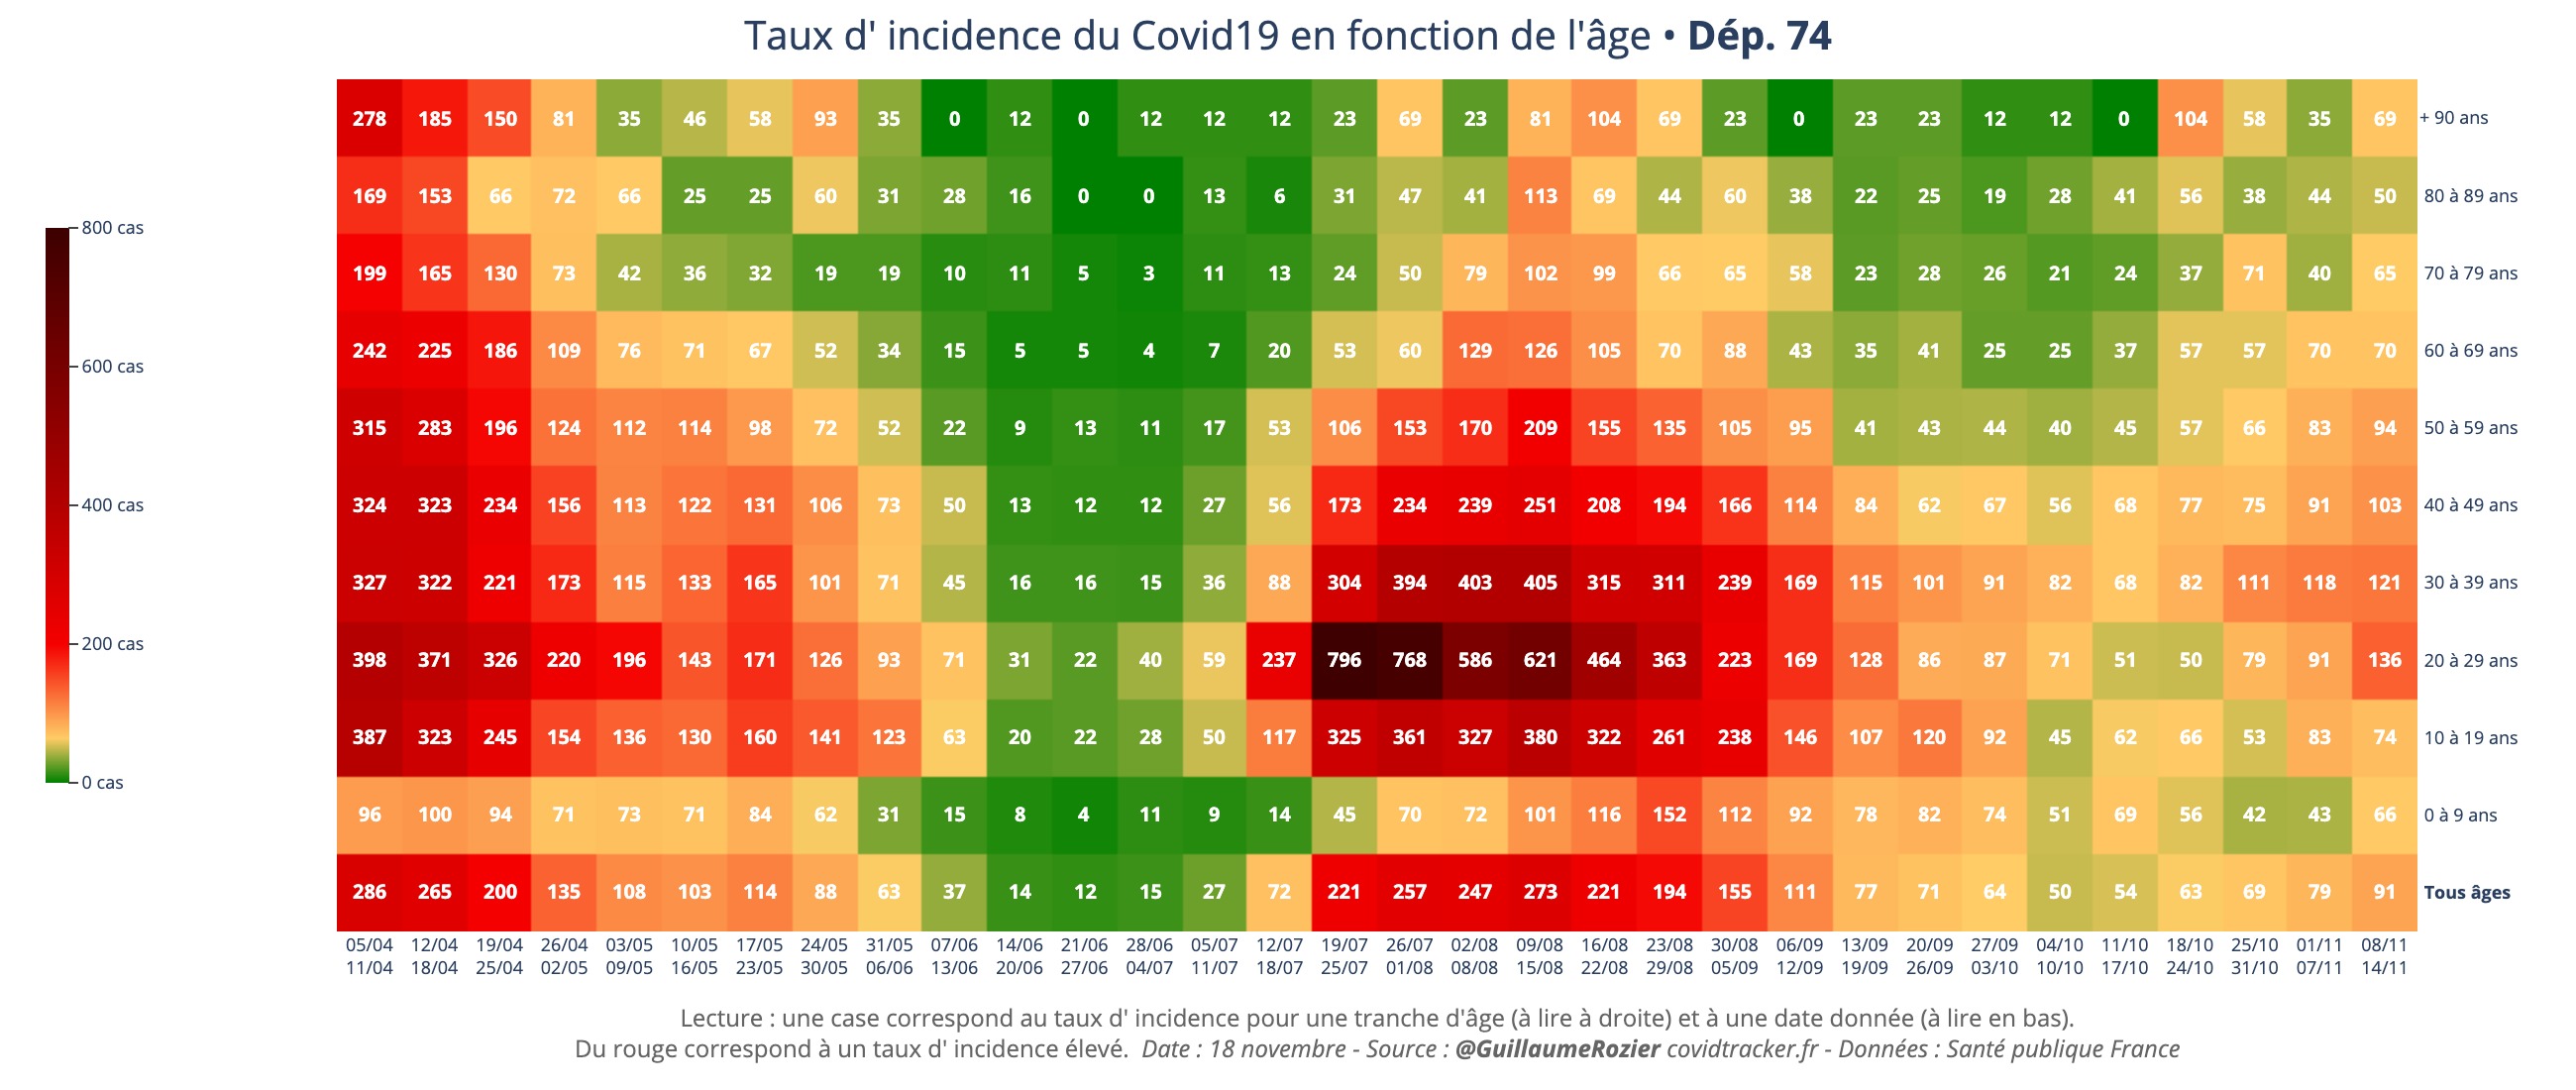 Taux d' incidence du Covid19 en fonction de l'âge • Dép. 74
278 185 150 81 35 46 58 93 35 0 12 0 12 12 12 23 69 23 81 104 69 23 0 23 23 12 12 0 104 58 35 69 + 90 ans
169 153 66 72 66 25 25 60 31 28 16 0 0 13 6 31 47 41 113 69 44 60 38 22 25 19 28 41 56 38 44 50 80 à 89 ans
800 cas
199 165 130 73 42 36 32 19 19 10 11 5 3 11 13 24 50 79 102 99 66 65 58 23 28 26 21 24 37 71 40 65 70 à 79 ans
242 225 186 109 76 71 67 52 34 15 5 5 4 7 20 53 60 129 126 105 70 88 43 35 41 25 25 37 57 57 70 70 60 à 69 ans
600 cas
315 283 196 124 112 114 98 72 52 22 9 13 11 17 53 106 153 170 209 155 135 105 95 41 43 44 40 45 57 66 83 94 50 à 59 ans
400 cas
324 323 234 156 113 122 131 106 73 50 13 12 12 27 56 173 234 239 251 208 194 166 114 84 62 67 56 68 77 75 91 103 40 à 49 ans
327 322 221 173 115 133 165 101 71 45 16 16 15 36 88 304 394 403 405 315 311 239 169 115 101 91 82 68 82 111 118 121 30 à 39 ans
200 cas
398 371 326 220 196 143 171 126 93 71 31 22 40 59 237 796 768 586 621 464 363 223 169 128 86 87 71 51 50 79 91 136 20 à 29 ans
387 323 245 154 136 130 160 141 123 63 20 22 28 50 117 325 361 327 380 322 261 238 146 107 120 92 45 62 66 53 83 74 10 à 19 ans
0 cas
96 100 94 71 73 71 84 62 31 15 8 4 11 9 14 45 70 72 101 116 152 112 92 78 82 74 51 69 56 42 43 66 0 à 9 ans
286 265 200 135 108 103 114 88 63 37 14 12 15 27 72 221 257 247 273 221 194 155 111 77 71 64 50 54 63 69 79 91 Tous âges
05/04 12/04 19/04 26/04 03/05 10/05 17/05 24/05 31/05 07/06 14/06 21/06 28/06 05/07 12/07 19/07 26/07 02/08 09/08 16/08 23/08 30/08 06/09 13/09 20/09 27/09 04/10 11/10 18/10 25/10 01/11 08/11
11/04 18/04 25/04 02/05 09/05 16/05 23/05 30/05 06/06 13/06 20/06 27/06 04/07 11/07 18/07 25/07 01/08 08/08 15/08 22/08 29/08 05/09 12/09 19/09 26/09 03/10 10/10 17/10 24/10 31/10 07/11 14/11
Lecture : une case correspond au taux d' incidence pour une tranche d'âge (à lire à droite) et à une date donnée (à lire en bas).
Du rouge correspond à un taux d' incidence élevé. Date : 18 novembre - Source : @GuillaumeRozier covidtracker.fr - Données : Santé publique France